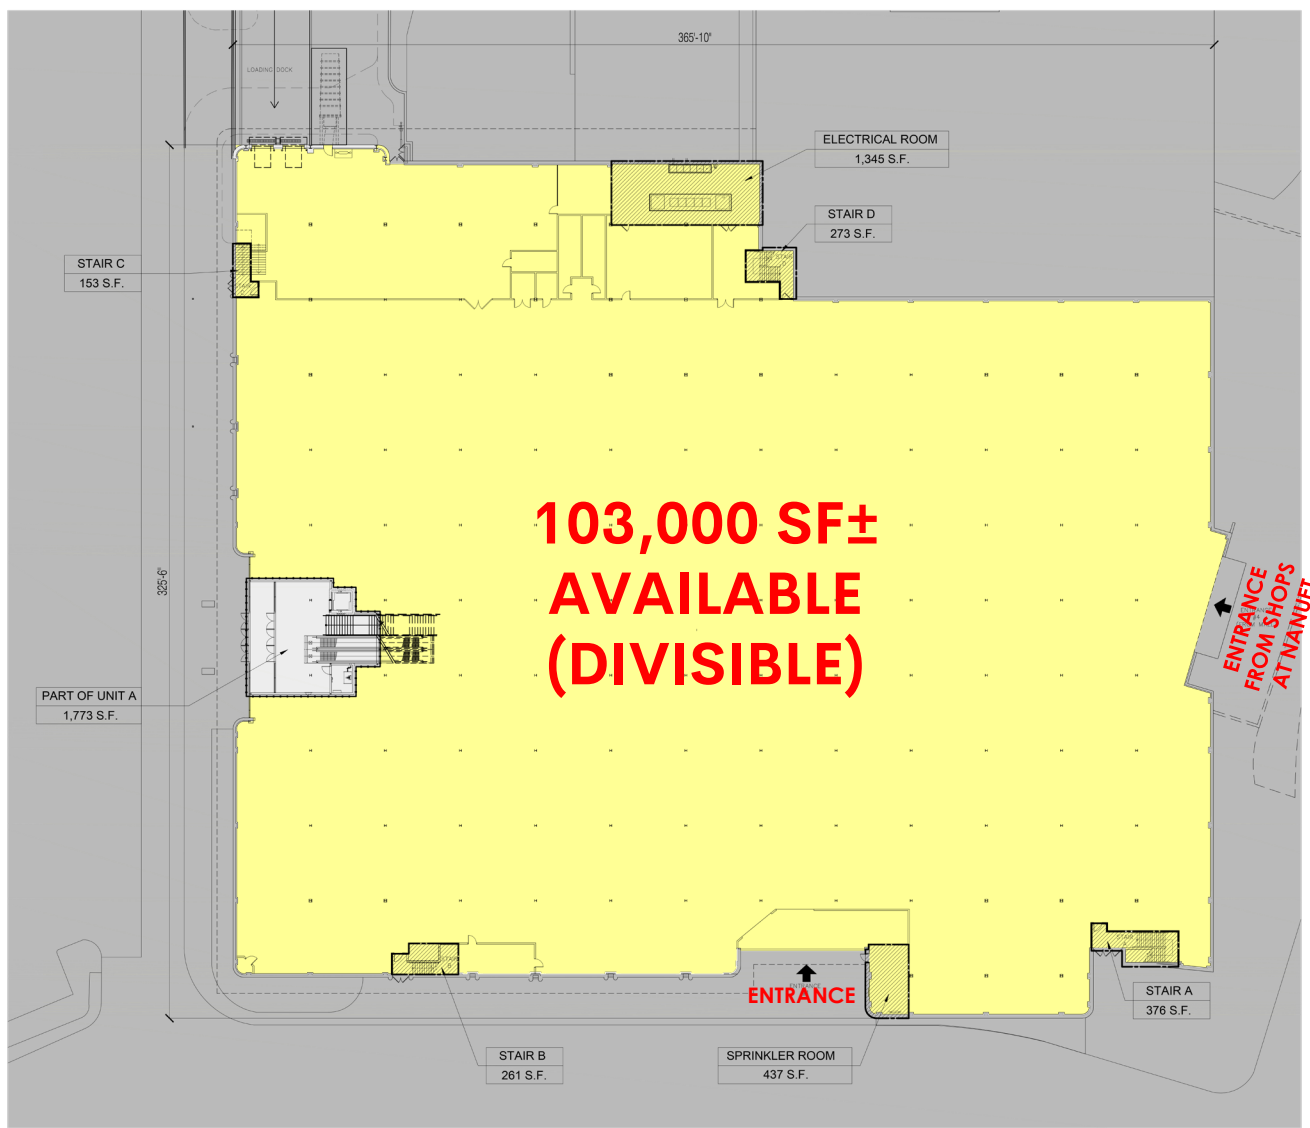 365'-10"
LOADING DOCK
ELECTRICAL ROOM
1,345 S.F.
STAIR D
273 S.F.
STAIR C
153 S.F.
103,000 SF±
AVAILABLE
(DIVISIBLE)
325'-6"
ENTRANCE
FROM SHOPS
AT NANUET
PART OF UNIT A
1,773 S.F.
ENTRANCE
STAIR A
376 S.F.
STAIR B
261 S.F.
SPRINKLER ROOM
437 S.F.